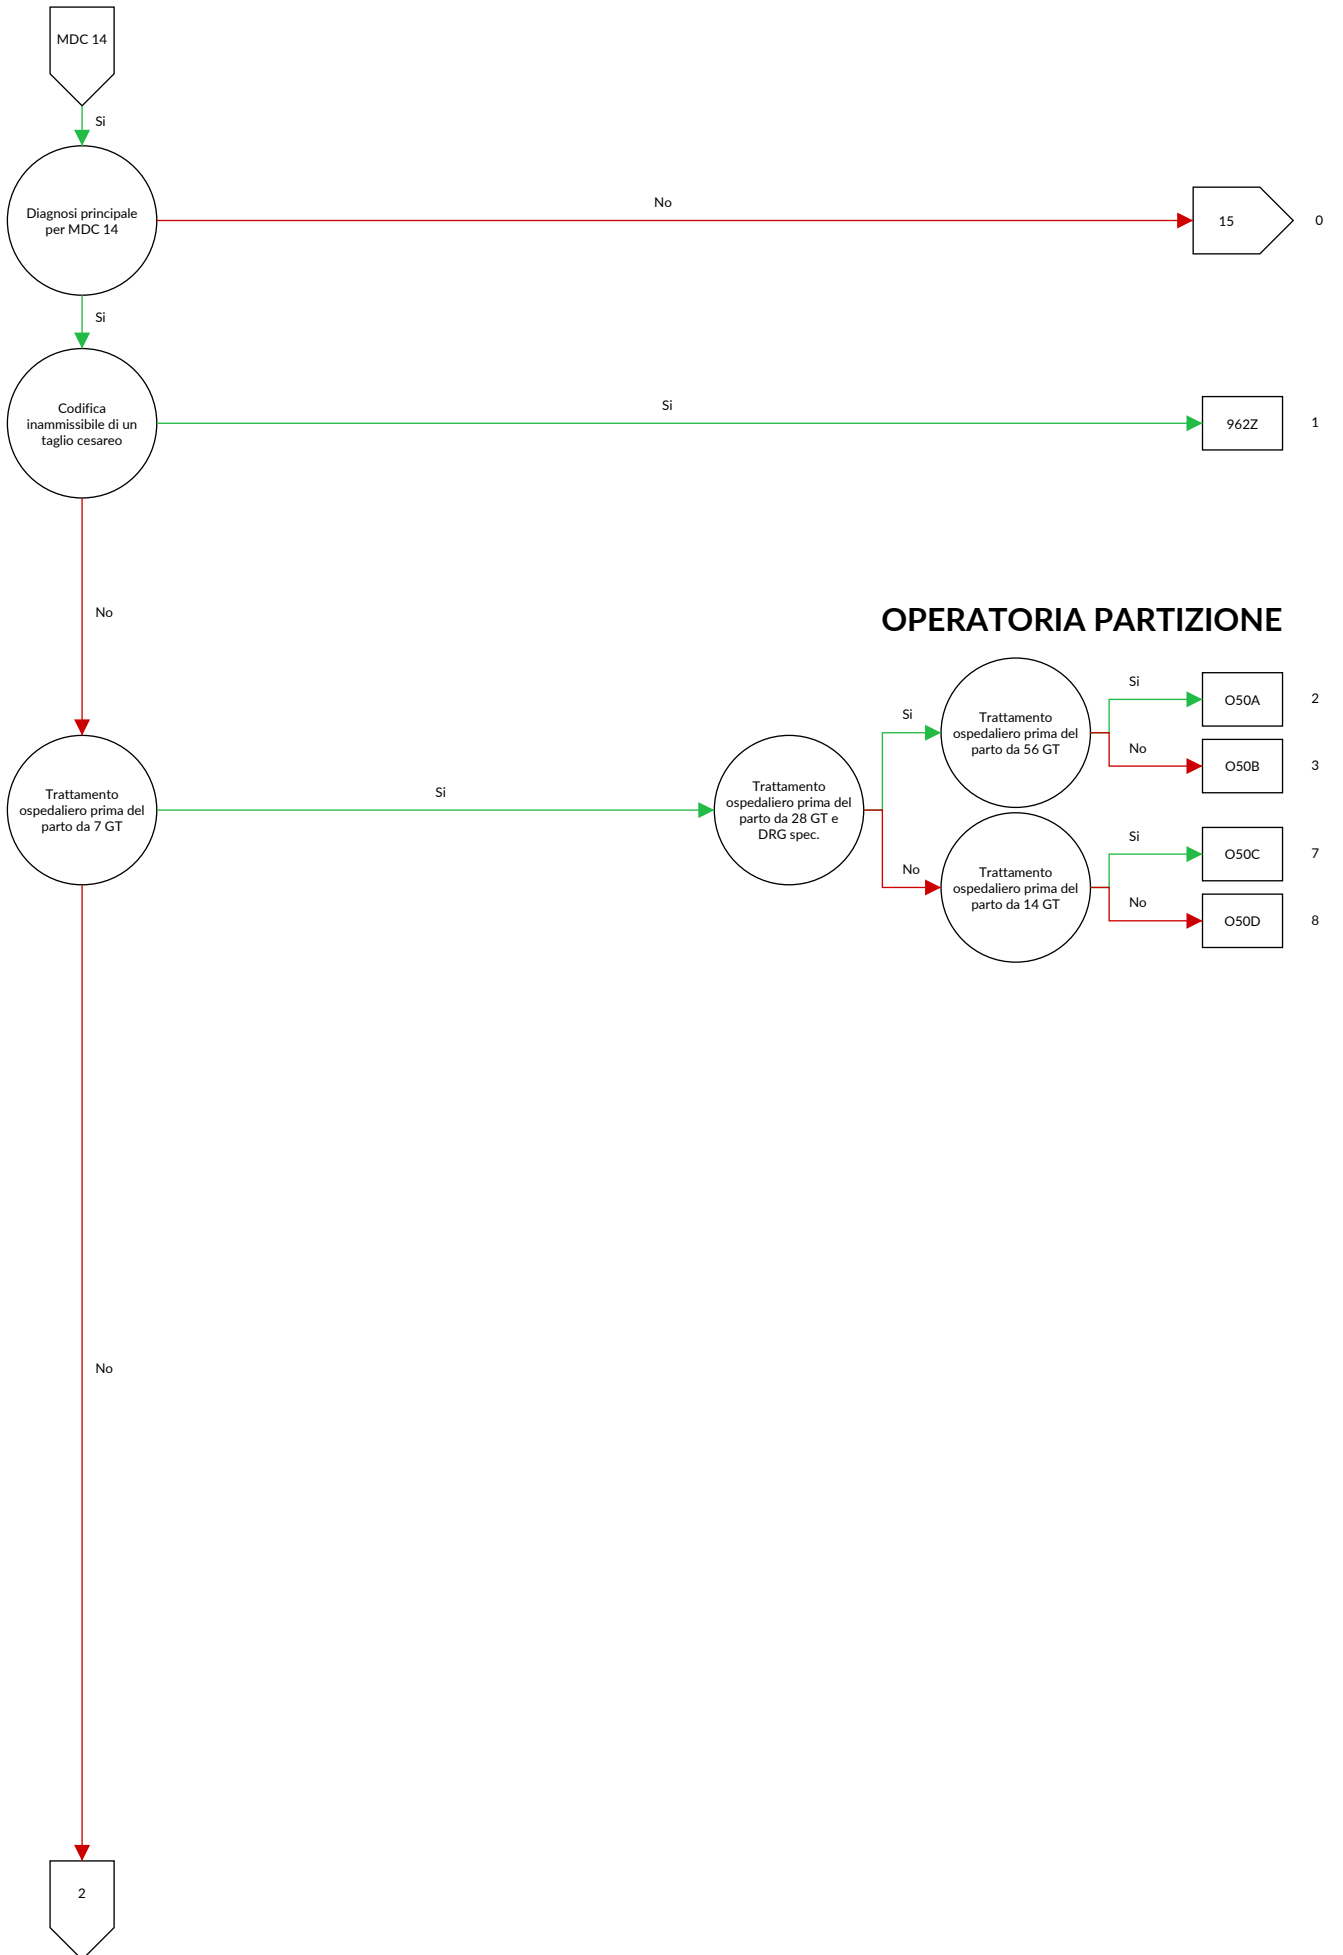 MDC 14
Si
Diagnosi principale
per MDC 14
No
15
0
Si
Codifica
inammissibile di un
taglio cesareo
Si
962Z
1
No
OPERATORIA PARTIZIONE
Trattamento
ospedaliero prima del
parto da 7 GT
Si
Trattamento
ospedaliero prima del
parto da 28 GT e
DRG spec.
Si
Trattamento
ospedaliero prima del
parto da 56 GT
Si
O50A
2
No
O50B
3
No
Trattamento
ospedaliero prima del
parto da 14 GT
Si
O50C
7
No
O50D
8
No
2